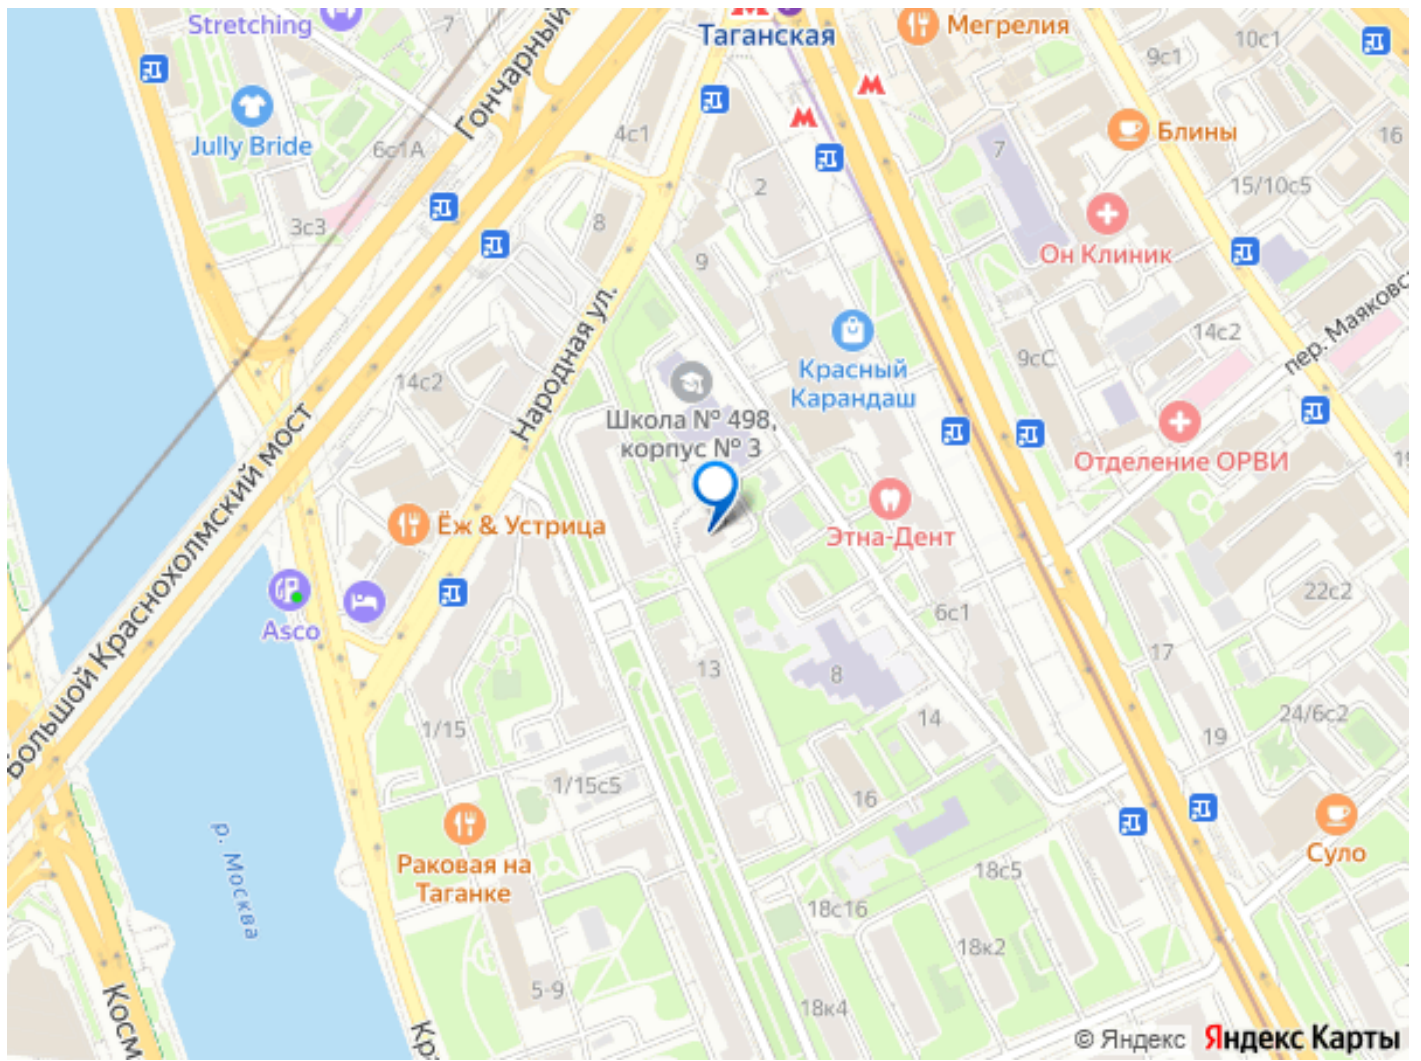 Stretching
7
Гончарный
Таганская
Мегрелия
10с1
9с1
Jully Bride
6с1А
4с1
Блины
16
7
2
15/10с5
3с3
8
9
Он Клиник
Народная ул.
пер. Маяковс
14с2
9сС
Красный
Карандаш
14с2
Школа № 498,
корпус № 3
Отделение ОРВИ
19
Большой Краснохолмский мост
Ёж & Устрица
Этна-Дент
22с2
Asco
6с1
17
13
8
24/6с2
1/15
14
19
1/15с5
16
р. Москва
Раковая на
Таганке
Суло
18с5
18с16
18к2
5-9
18к4
Косм
Кра
© Яндекс Яндекс Карты